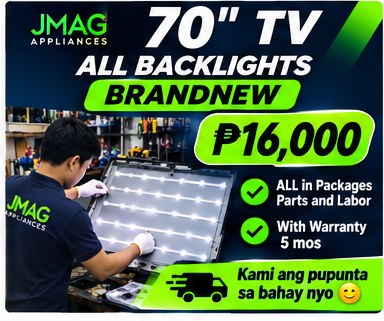 JMAG
APPLIANCES
70" TV
ALL BACKLIGHTS
BRANDNEW
₱16,000
ALL in Packages
Parts and Labor
With Warranty
5 mos
JMAG
APPLIANCES
Kami ang pupunta
sa bahay nyo 🙂